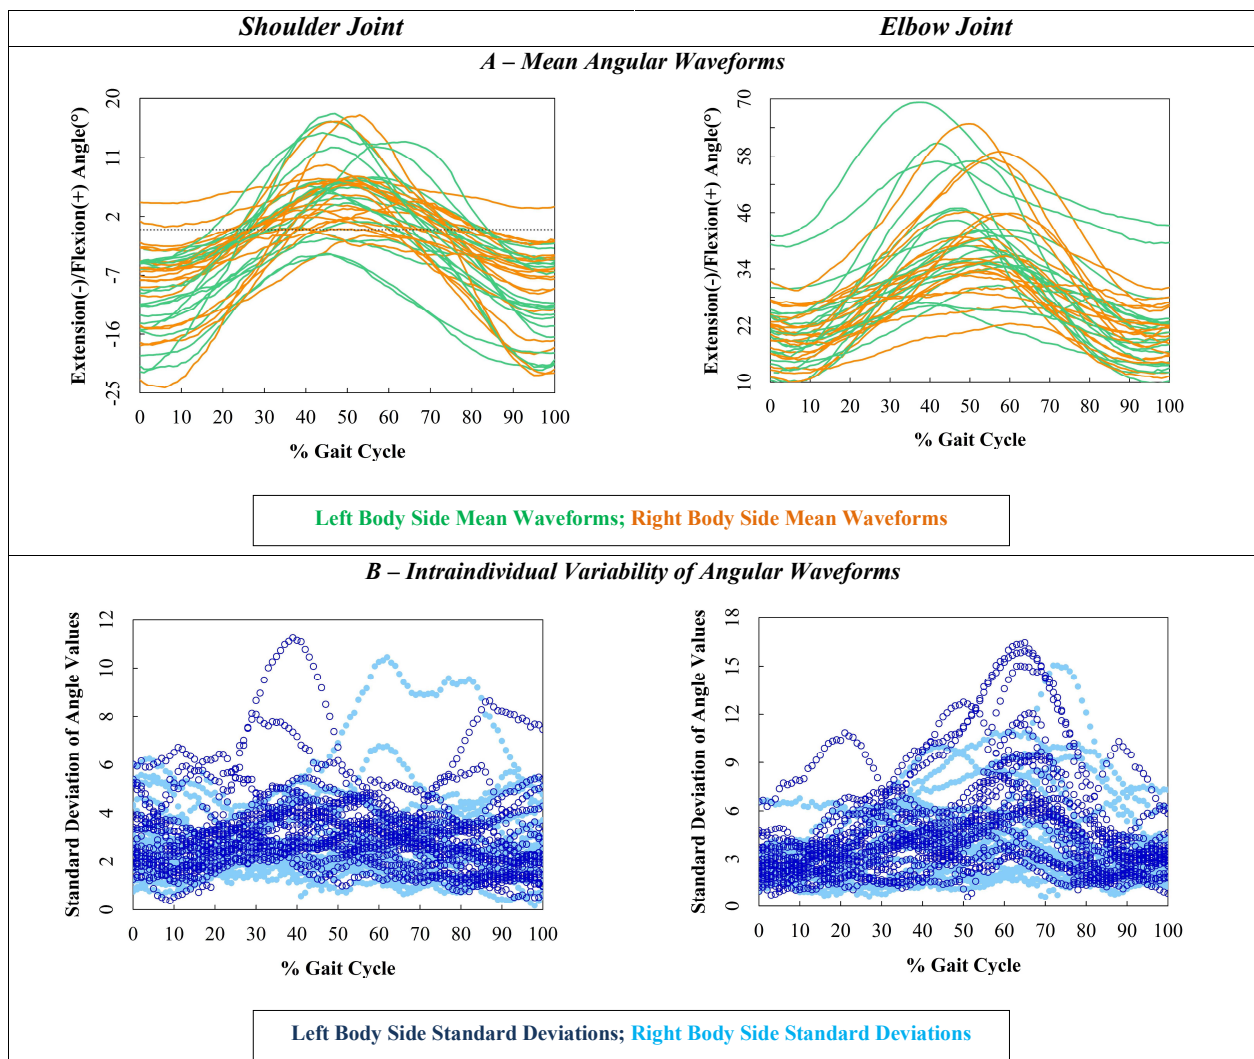 Shoulder Joint
Elbow Joint
A – Mean Angular Waveforms
Extension(-)/Flexion(+) Angle(°)
20
11
2
-7
-16
-25
0 10 20 30 40 50 60 70 80 90 100
% Gait Cycle
Extension(-)/Flexion(+) Angle(°)
70
58
46
34
22
10
0 10 20 30 40 50 60 70 80 90 100
% Gait Cycle
Left Body Side Mean Waveforms; Right Body Side Mean Waveforms
B – Intraindividual Variability of Angular Waveforms
Standard Deviation of Angle Values
12
10
8
6
4
2
0
0 10 20 30 40 50 60 70 80 90 100
% Gait Cycle
Standard Deviation of Angle Values
18
15
12
9
6
3
0
0 10 20 30 40 50 60 70 80 90 100
% Gait Cycle
Left Body Side Standard Deviations; Right Body Side Standard Deviations